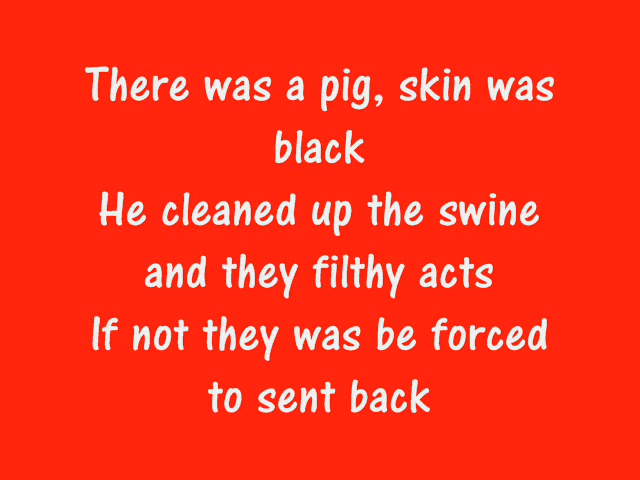 There was a pig, skin was
black
He cleaned up the swine
and they filthy acts
If not they was be forced
to sent back